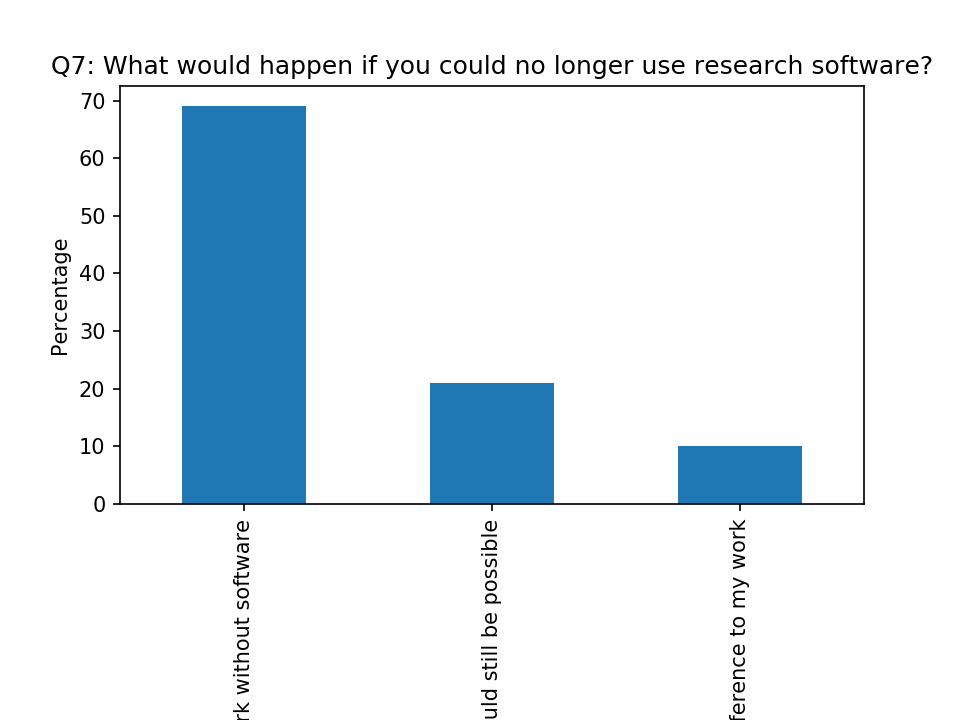 Q7: What would happen if you could no longer use research software?
Percentage
70
60
50
40
30
20
10
0
rk without software
uld still be possible
ference to my work